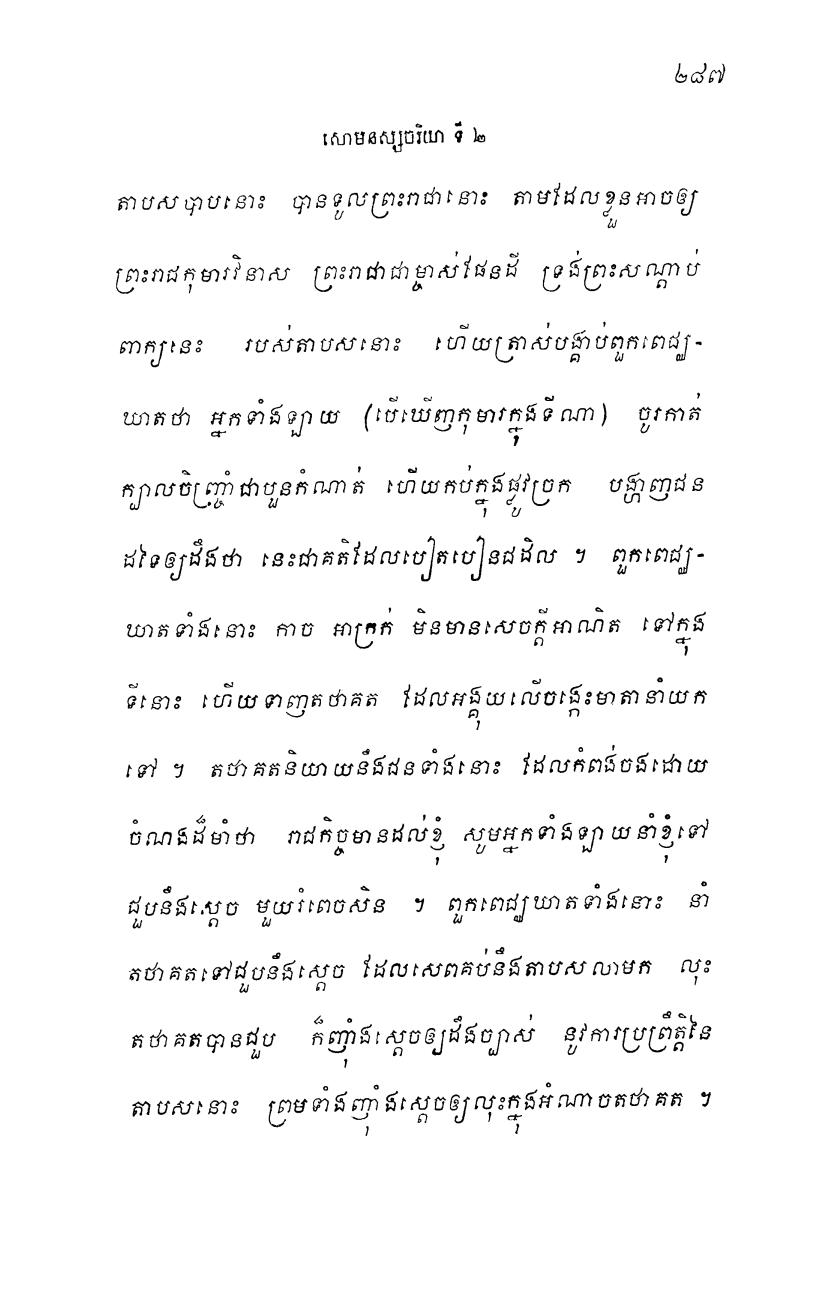 ២៨៧
សោមនស្សចរិយា ទី ២
តាបសបាបនោះ បានទូលព្រះរាជានោះ តាមដែលខ្លួនអាចឲ្យ
ព្រះរាជកុមារវិនាស ព្រះរាជាជាម្ចាស់ផែនដី ទ្រង់ព្រះសណ្តាប់
ពាក្យនេះ របស់តាបសនោះ ហើយត្រាស់បង្គាប់ពួកពេជ្ឈ-
ឃាតថា អ្នកទាំងឡាយ (បើឃើញកុមារក្នុងទីណា) ចូរកាត់
ក្បាលចិញ្ច្រាំជាបួនកំណាត់ ហើយកប់ក្នុងផ្លូវច្រក បង្ហាញជន
ដទៃឲ្យដឹងថា នេះជាគតិដែលបៀតបៀនជដិល ។ ពួកពេជ្ឈ-
ឃាតទាំងនោះ កាច អាក្រក់ មិនមានសេចក្តីអាណិត ទៅក្នុង
ទីនោះ ហើយទាញតថាគត ដែលអង្គុយលើចង្កេះមាតានាំយក
ទៅ ។ តថាគតនិយាយនឹងជនទាំងនោះ ដែលកំពង់ចងដោយ
ចំណងដ៏មាំថា រាជកិច្ចមានដល់ខ្ញុំ សូមអ្នកទាំងឡាយនាំខ្ញុំទៅ
ជួបនឹងស្តេច មួយរំពេចសិន ។ ពួកពេជ្ឈឃាតទាំងនោះ នាំ
តថាគតទៅជួបនឹងស្តេច ដែលសេពគប់នឹងតាបសលាមក លុះ
តថាគតបានជួប ក៏ញ៉ាំងស្តេចឲ្យដឹងច្បាស់ នូវការប្រព្រឹត្តិនៃ
តាបសនោះ ព្រមទាំងញ៉ាំងស្តេចឲ្យលុះក្នុងអំណាចតថាគត ។